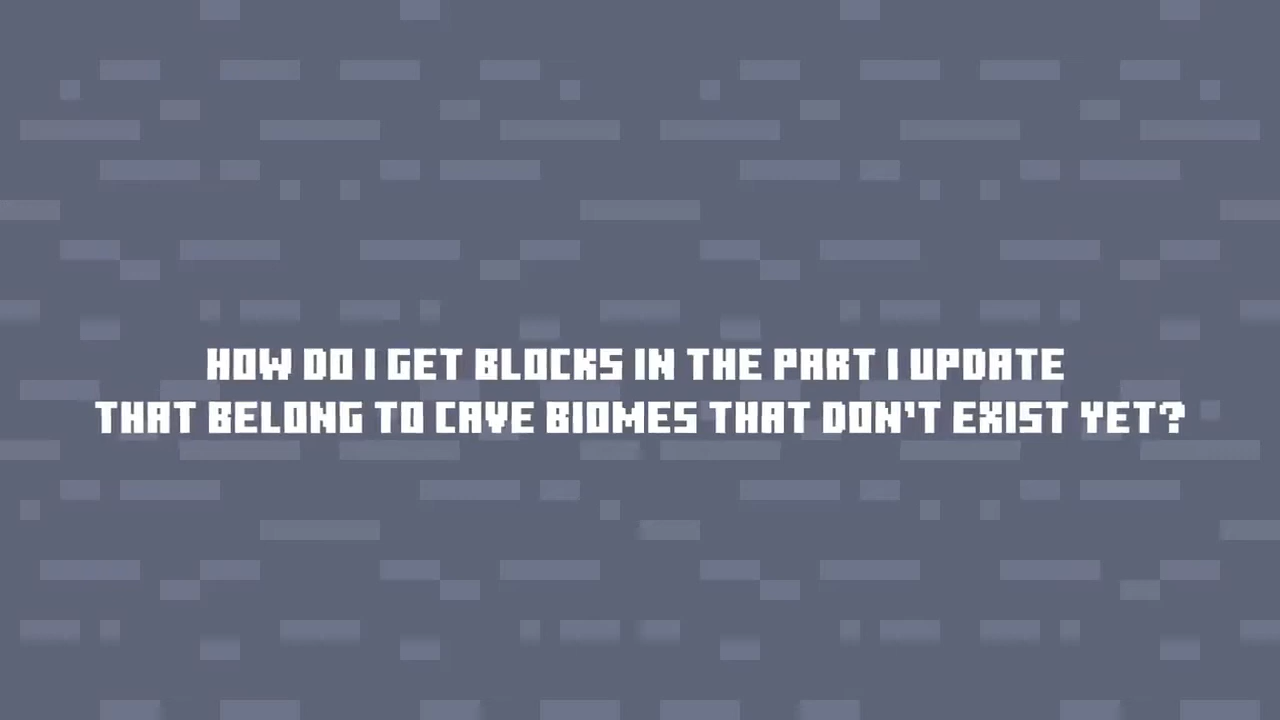 HOW DO I GET BLOCKS IN THE PART I UPDATE
THAT BELONG TO CAVE BIOMES THAT DON'T EXIST YET?